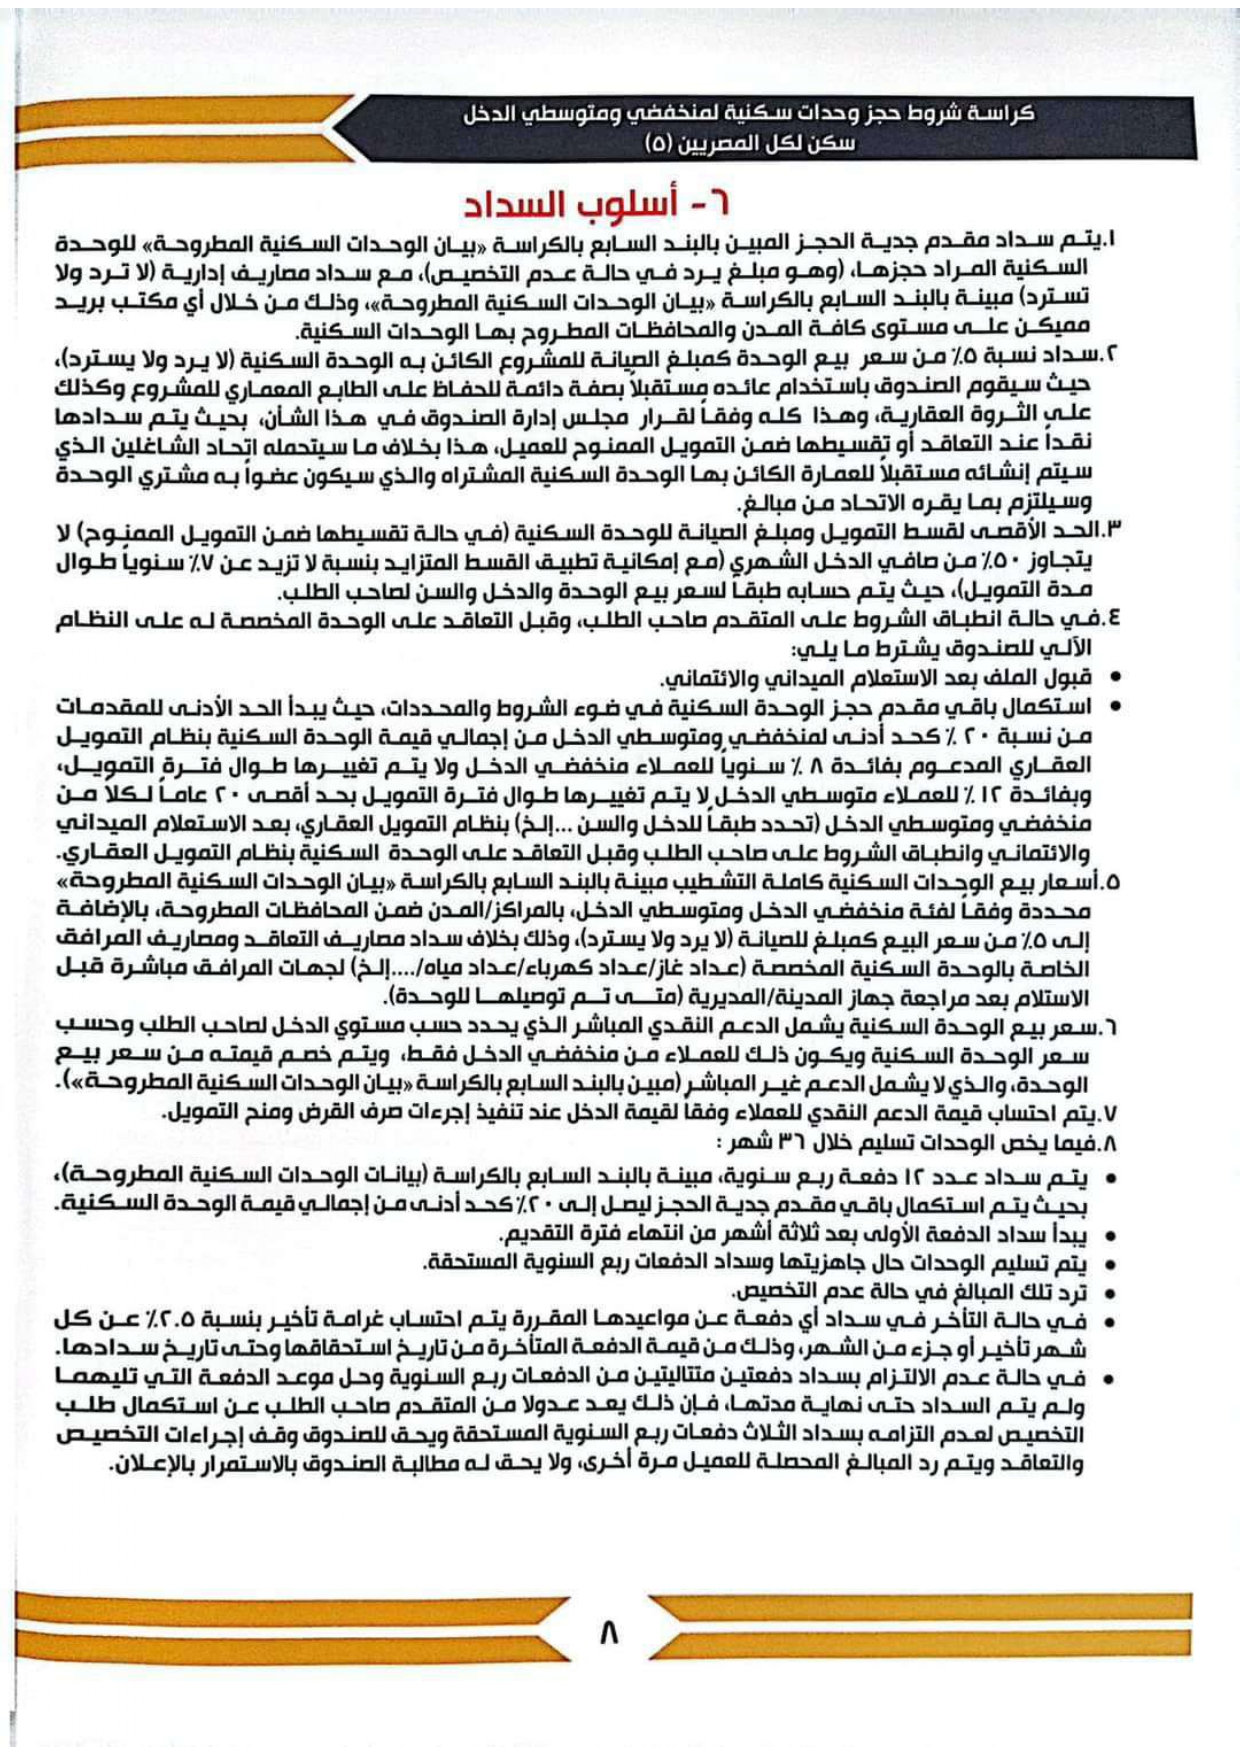 كراسة شروط حجز وحدات سكنية لمنخفضي ومتوسطي الدخل
سكن لكل المصريين (٥)
٦- أسلوب السداد
١.يتم سداد مقدم جدية الحجز المبين بالبند السابع بالكراسة «بيان الوحدات السكنية المطروحة» للوحدة
السكنية المراد حجزها، (وهو مبلغ يرد في حالة عدم التخصيص)، مع سداد مصاريف إدارية (لا ترد ولا
تسترد) مبينة بالبند السابع بالكراسة «بيان الوحدات السكنية المطروحة»، وذلك من خلال أي مكتب بريد
مميكن على مستوى كافة المدن والمحافظات المطروح بها الوحدات السكنية.
٢.سداد نسبة ٥٪ من سعر بيع الوحدة كمبلغ الصيانة للمشروع الكائن به الوحدة السكنية (لا يرد ولا يسترد)،
حيث سيقوم الصندوق باستخدام عائده مستقبلاً بصفة دائمة للحفاظ على الطابع المعماري للمشروع وكذلك
على الثروة العقارية، وهذا كله وفقاً لقرار مجلس إدارة الصندوق في هذا الشأن، بحيث يتم سدادها
نقداً عند التعاقد أو تقسيطها ضمن التمويل الممنوح للعميل، هذا بخلاف ما سيتحمله اتحاد الشاغلين الذي
سيتم إنشائه مستقبلاً للعمارة الكائن بها الوحدة السكنية المشتراه والذي سيكون عضواً به مشتري الوحدة
وسيلتزم بما يقره الاتحاد من مبالغ.
٣.الحد الأقصى لقسط التمويل ومبلغ الصيانة للوحدة السكنية (في حالة تقسيطها ضمن التمويل الممنوح) لا
يتجاوز ٥٠٪ من صافي الدخل الشهري (مع إمكانية تطبيق القسط المتزايد بنسبة لا تزيد عن ٧٪ سنوياً طوال
مدة التمويل)، حيث يتم حسابه طبقاً لسعر بيع الوحدة والدخل والسن لصاحب الطلب.
٤.في حالة انطباق الشروط على المتقدم صاحب الطلب، وقبل التعاقد على الوحدة المخصصة له على النظام
الآلي للصندوق يشترط ما يلي:
• قبول الملف بعد الاستعلام الميداني والائتماني.
• استكمال باقي مقدم حجز الوحدة السكنية في ضوء الشروط والمحددات، حيث يبدأ الحد الأدنى للمقدمات
من نسبة ٢٠ ٪ كحد أدنى لمنخفضي ومتوسطي الدخل من إجمالي قيمة الوحدة السكنية بنظام التمويل
العقاري المدعوم بفائدة ٨ ٪ سنوياً للعملاء منخفضي الدخل ولا يتم تغييرها طوال فترة التمويل،
وبفائدة ١٢ ٪ للعملاء متوسطي الدخل لا يتم تغييرها طوال فترة التمويل بحد أقصى ٢٠ عاماً لكلا من
منخفضي ومتوسطي الدخل (تحدد طبقاً للدخل والسن ...إلخ) بنظام التمويل العقاري، بعد الاستعلام الميداني
والائتماني وانطباق الشروط على صاحب الطلب وقبل التعاقد على الوحدة السكنية بنظام التمويل العقاري.
٥.أسعار بيع الوحدات السكنية كاملة التشطيب مبينة بالبند السابع بالكراسة «بيان الوحدات السكنية المطروحة»
محددة وفقاً لفئة منخفضي الدخل ومتوسطي الدخل، بالمراكز/المدن ضمن المحافظات المطروحة، بالإضافة
إلى ٥٪ من سعر البيع كمبلغ للصيانة (لا يرد ولا يسترد)، وذلك بخلاف سداد مصاريف التعاقد ومصاريف المرافق
الخاصة بالوحدة السكنية المخصصة (عداد غاز/عداد كهرباء/عداد مياه/....إلخ) لجهات المرافق مباشرة قبل
الاستلام بعد مراجعة جهاز المدينة/المديرية (متى تم توصيلها للوحدة).
٦.سعر بيع الوحدة السكنية يشمل الدعم النقدي المباشر الذي يحدد حسب مستوي الدخل لصاحب الطلب وحسب
سعر الوحدة السكنية ويكون ذلك للعملاء من منخفضي الدخل فقط، ويتم خصم قيمته من سعر بيع
الوحدة، والذي لا يشمل الدعم غير المباشر (مبين بالبند السابع بالكراسة «بيان الوحدات السكنية المطروحة»).
٧.يتم احتساب قيمة الدعم النقدي للعملاء وفقاً لقيمة الدخل عند تنفيذ إجرءات صرف القرض ومنح التمويل.
٨.فيما يخص الوحدات تسليم خلال ٣٦ شهر :
• يتم سداد عدد ١٢ دفعة ربع سنوية، مبينة بالبند السابع بالكراسة (بيانات الوحدات السكنية المطروحة)،
بحيث يتم استكمال باقي مقدم جدية الحجز ليصل إلى ٢٠٪ كحد أدنى من إجمالي قيمة الوحدة السكنية.
• يبدأ سداد الدفعة الأولى بعد ثلاثة أشهر من انتهاء فترة التقديم.
• يتم تسليم الوحدات حال جاهزيتها وسداد الدفعات ربع السنوية المستحقة.
• ترد تلك المبالغ في حالة عدم التخصيص.
• في حالة التأخر في سداد أي دفعة عن مواعيدها المقررة يتم احتساب غرامة تأخير بنسبة ٢.٥٪ عن كل
شهر تأخير أو جزء من الشهر، وذلك من قيمة الدفعة المتأخرة من تاريخ استحقاقها وحتى تاريخ سدادها.
• في حالة عدم الالتزام بسداد دفعتين متتاليتين من الدفعات ربع السنوية وحل موعد الدفعة التي تليهما
ولم يتم السداد حتى نهاية مدتها، فإن ذلك يعد عدولا من المتقدم صاحب الطلب عن استكمال طلب
التخصيص لعدم التزامه بسداد الثلاث دفعات ربع السنوية المستحقة ويحق للصندوق وقف إجراءات التخصيص
والتعاقد ويتم رد المبالغ المحصلة للعميل مرة أخرى، ولا يحق له مطالبة الصندوق بالاستمرار بالإعلان.
٨